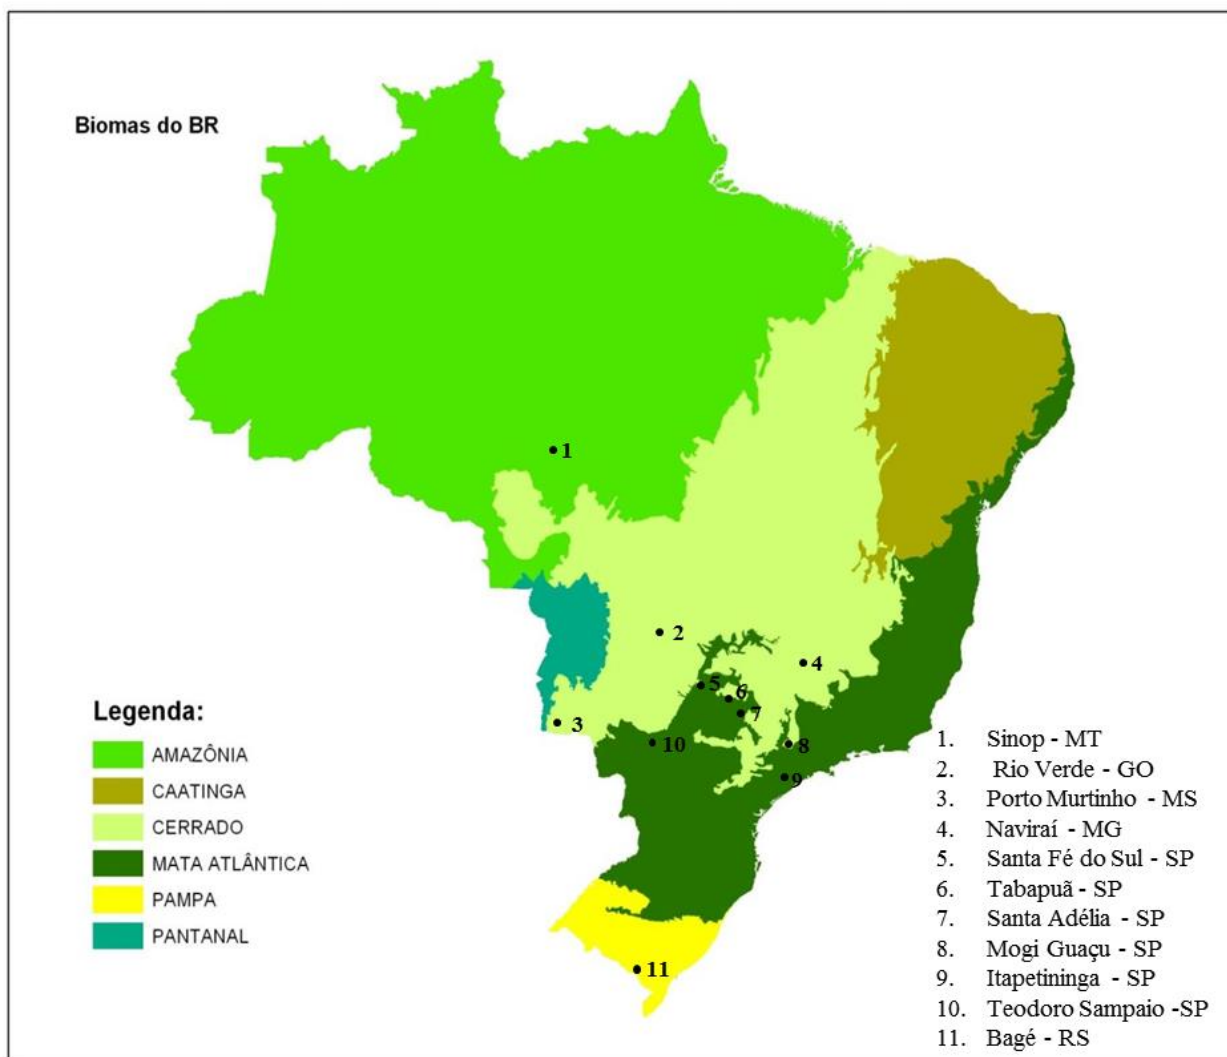 Biomas do BR
1
2
3
4
5
6
7
8
9
10
11
Legenda:
AMAZÔNIA
CAATINGA
CERRADO
MATA ATLÂNTICA
PAMPA
PANTANAL
1. Sinop - MT
2. Rio Verde - GO
3. Porto Murtinho - MS
4. Naviraí - MG
5. Santa Fé do Sul - SP
6. Tabapuã - SP
7. Santa Adélia - SP
8. Mogi Guaçu - SP
9. Itapetininga - SP
10. Teodoro Sampaio -SP
11. Bagé - RS